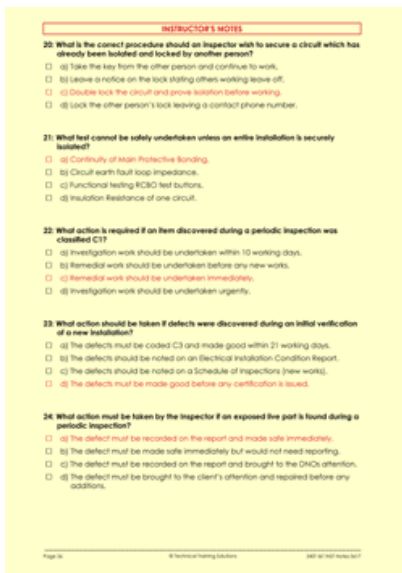 INSTRUCTOR'S NOTES
20: What is the correct procedure should an inspector wish to secure a circuit which has
already been isolated and locked by another person?
☐ a) Take the key from the other person and continue to work.
☐ b) Leave a notice on the lock stating others working leave off.
☐ c) Double lock the circuit and prove isolation before working.
☐ d) Lock the other person's lock leaving a contact phone number.
21: What test cannot be safely undertaken unless an entire installation is securely
isolated?
☐ a) Continuity of Main Protective Bonding.
☐ b) Circuit earth fault loop impedance.
☐ c) Functional testing RCBO test buttons.
☐ d) Insulation Resistance of one circuit.
22: What action is required if an item discovered during a periodic inspection was
classified C1?
☐ a) Investigation work should be undertaken within 10 working days.
☐ b) Remedial work should be undertaken before any new works.
☐ c) Remedial work should be undertaken immediately.
☐ d) Investigation work should be undertaken urgently.
23: What action should be taken if defects were discovered during an initial verification
of a new installation?
☐ a) The defects must be coded C3 and made good within 21 working days.
☐ b) The defects should be noted on an Electrical Installation Condition Report.
☐ c) The defects should be noted on a Schedule of Inspections (new works).
☐ d) The defects must be made good before any certification is issued.
24: What action must be taken by the inspector if an exposed live part is found during a
periodic inspection?
☐ a) The defect must be recorded on the report and made safe immediately.
☐ b) The defect must be made safe immediately but would not need reporting.
☐ c) The defect must be recorded on the report and brought to the DNOs attention.
☐ d) The defect must be brought to the client's attention and repaired before any
additions.
Page 26 © Technical Training Solutions